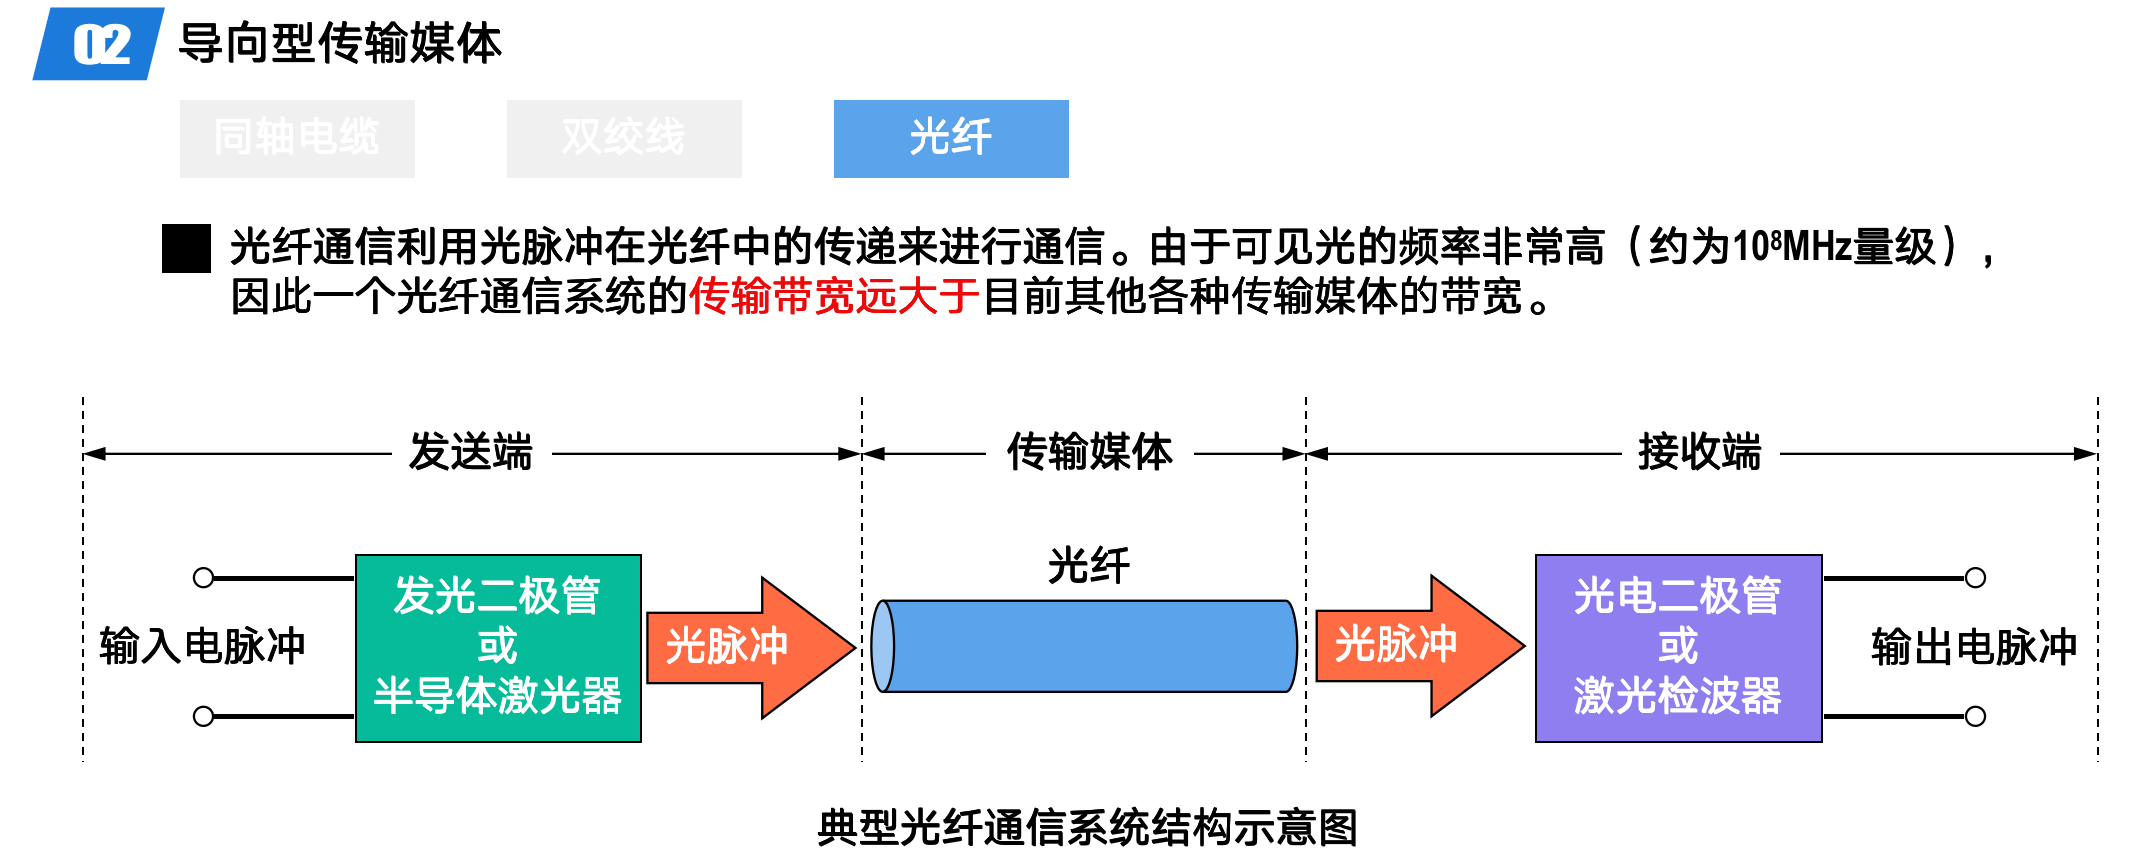 02 导向型传输媒体
同轴电缆 双绞线 光纤
光纤通信利用光脉冲在光纤中的传递来进行通信。由于可见光的频率非常高（约为10⁸MHz量级），
因此一个光纤通信系统的传输带宽远大于目前其他各种传输媒体的带宽。
发送端 传输媒体 接收端
光纤
发光二极管
或
半导体激光器
光电二极管
或
激光检波器
输入电脉冲 光脉冲 光脉冲 输出电脉冲
典型光纤通信系统结构示意图